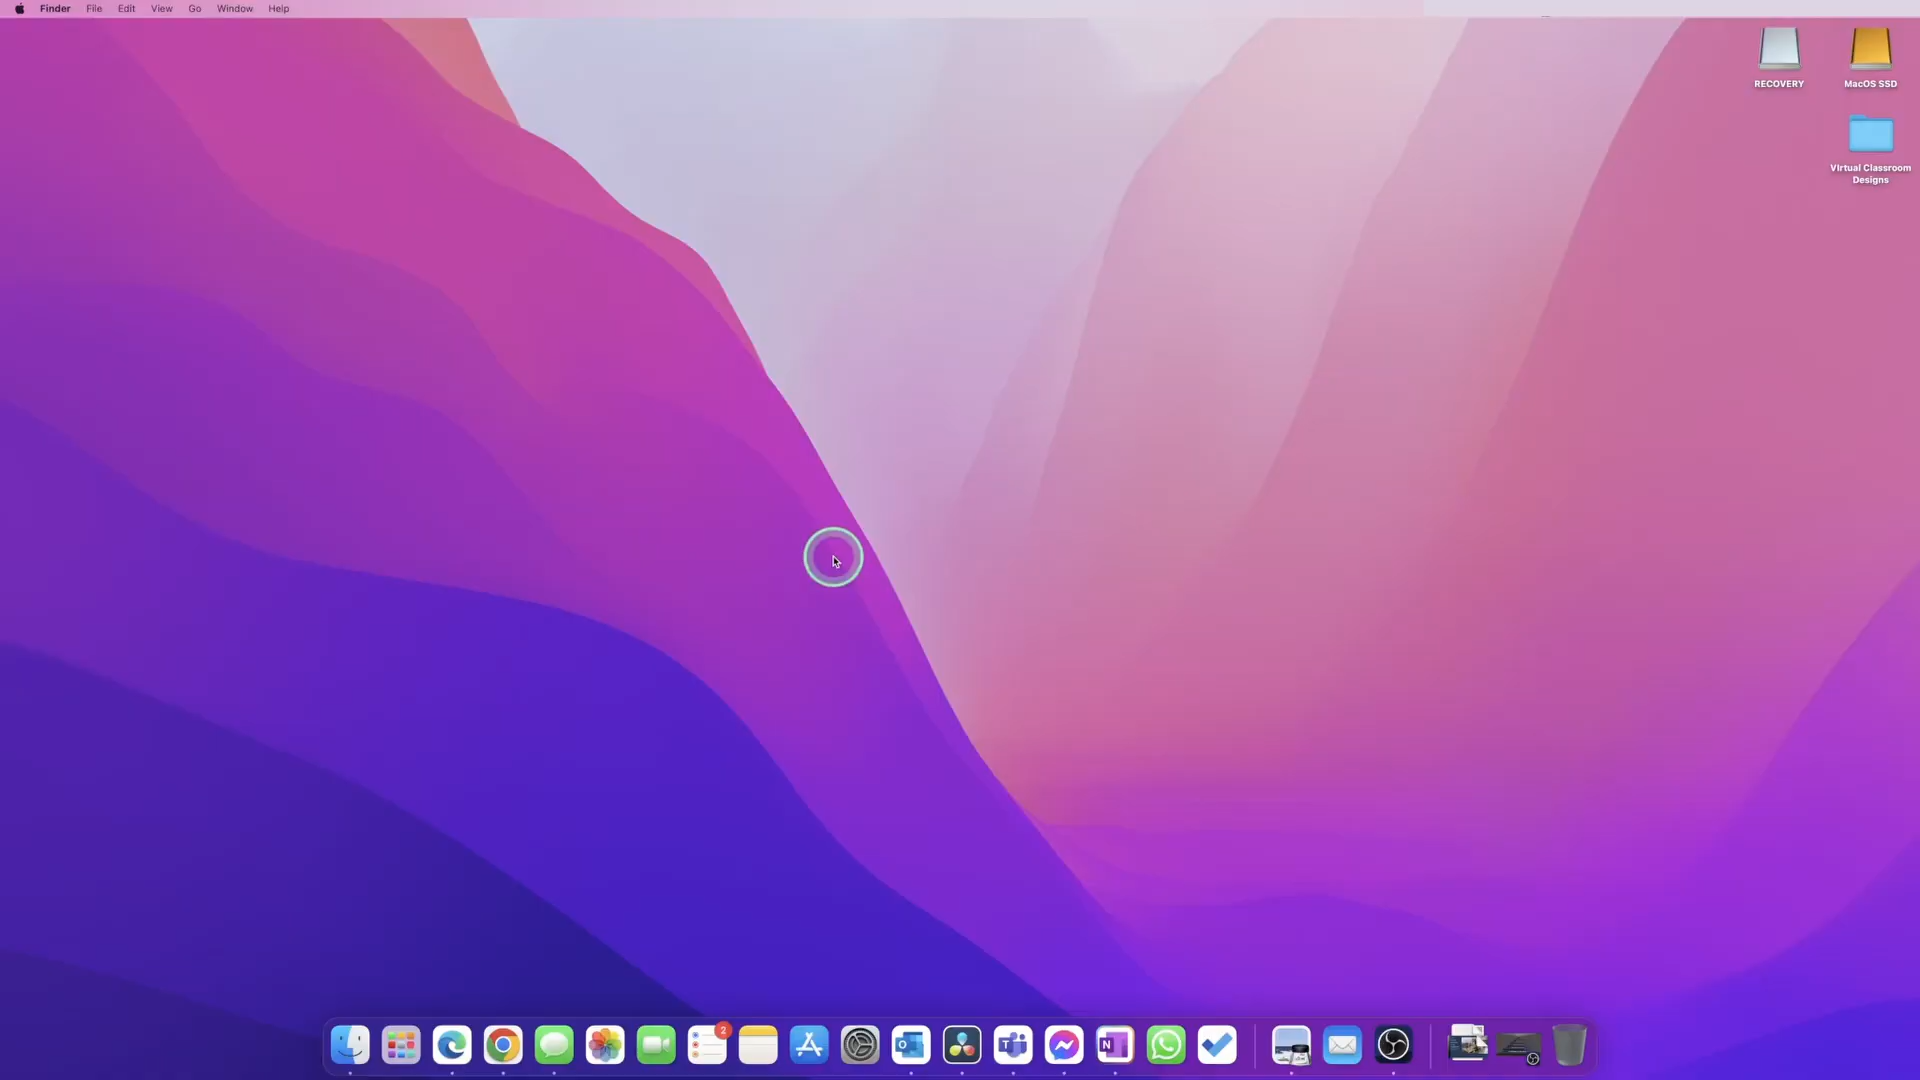 Finder File Edit View Go Window Help
RECOVERY
MacOS SSD
VIrtual Classroom
Designs
2